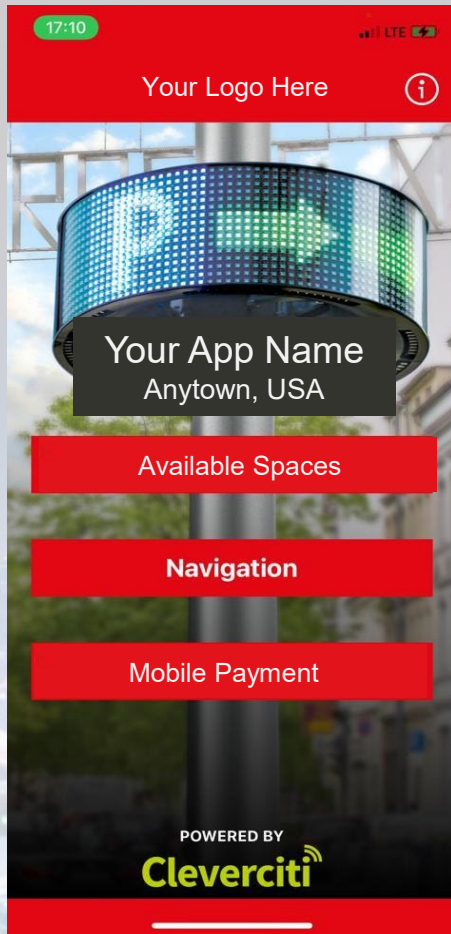 17:10
LTE
Your Logo Here
P
Your App Name
Anytown, USA
Available Spaces
Navigation
Mobile Payment
POWERED BY
Cleverciti